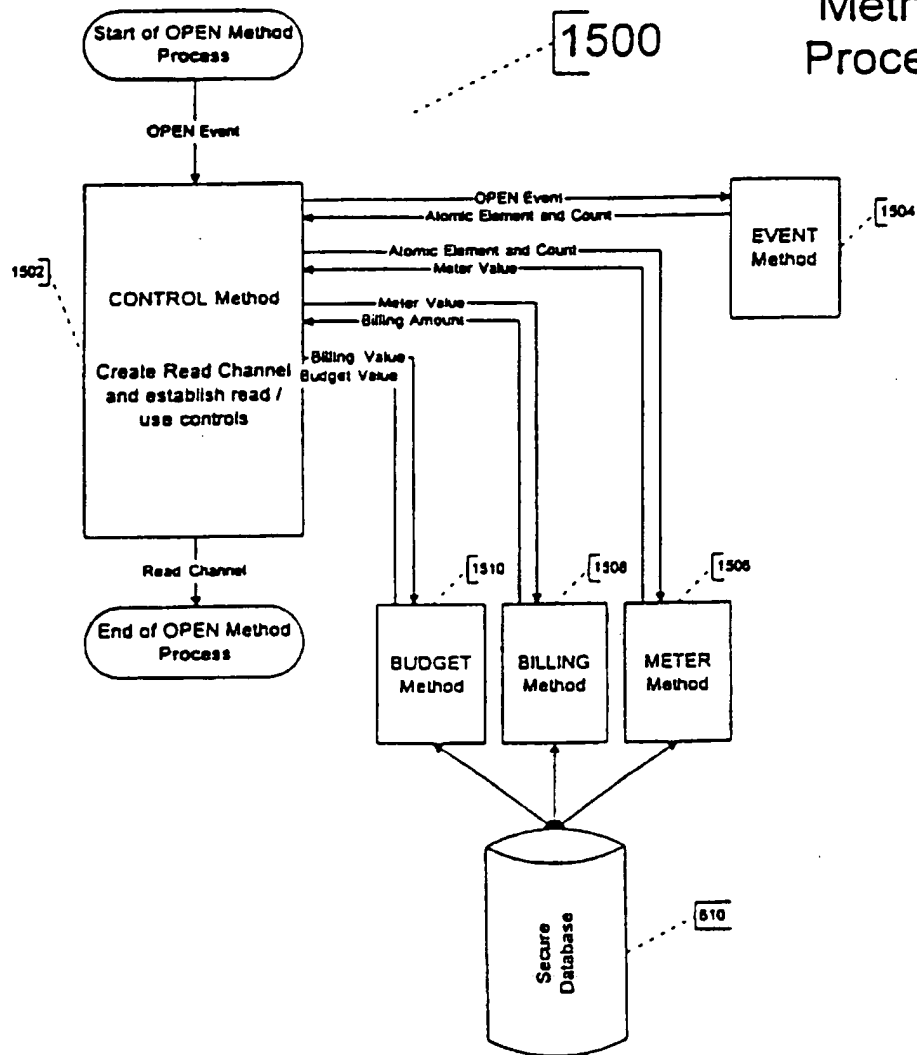 Start of OPEN Method
Process
1500
Meth
Proce
OPEN Event
OPEN Event
Atomic Element and Count
EVENT
Method
1504
1502
Atomic Element and Count
Meter Value
CONTROL Method
Meter Value
Billing Amount
Create Read Channel
and establish read /
use controls
Billing Value
Budget Value
Read Channel
1510
1508
1506
End of OPEN Method
Process
BUDGET
Method
BILLING
Method
METER
Method
Secure
Database
610